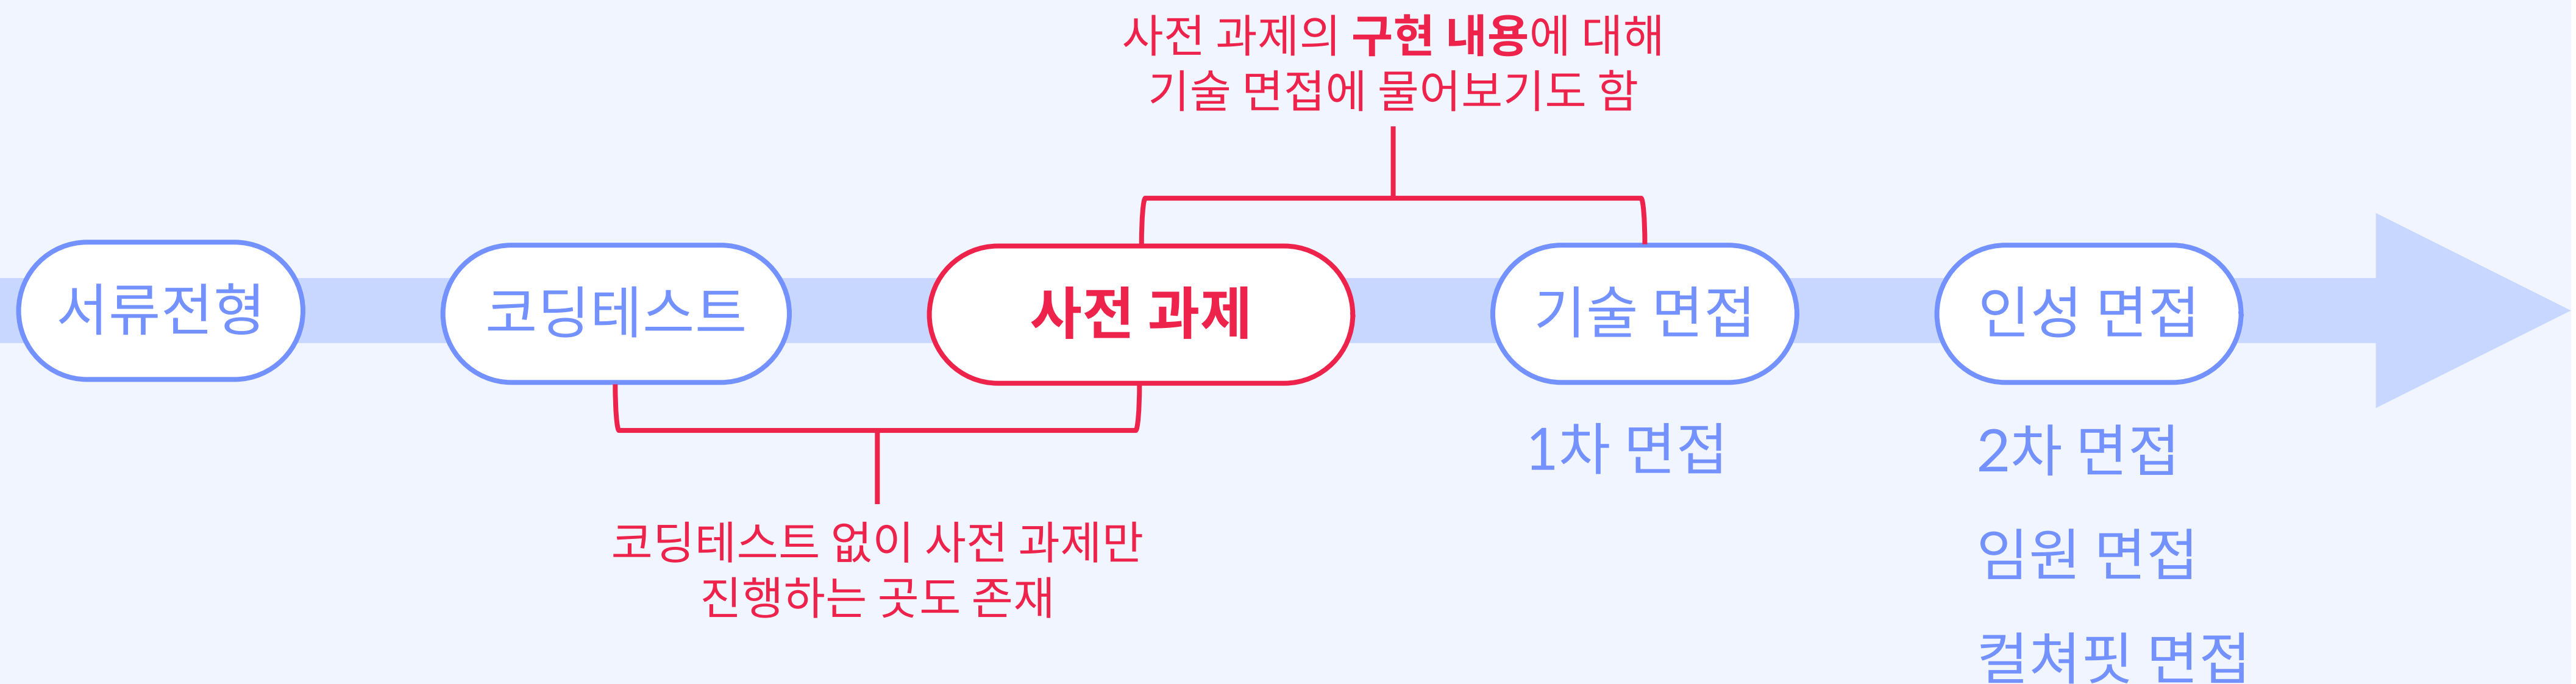 사전 과제의 구현 내용에 대해
기술 면접에 물어보기도 함
서류전형
코딩테스트
사전 과제
기술 면접
인성 면접
1차 면접
2차 면접
임원 면접
컬쳐핏 면접
코딩테스트 없이 사전 과제만
진행하는 곳도 존재